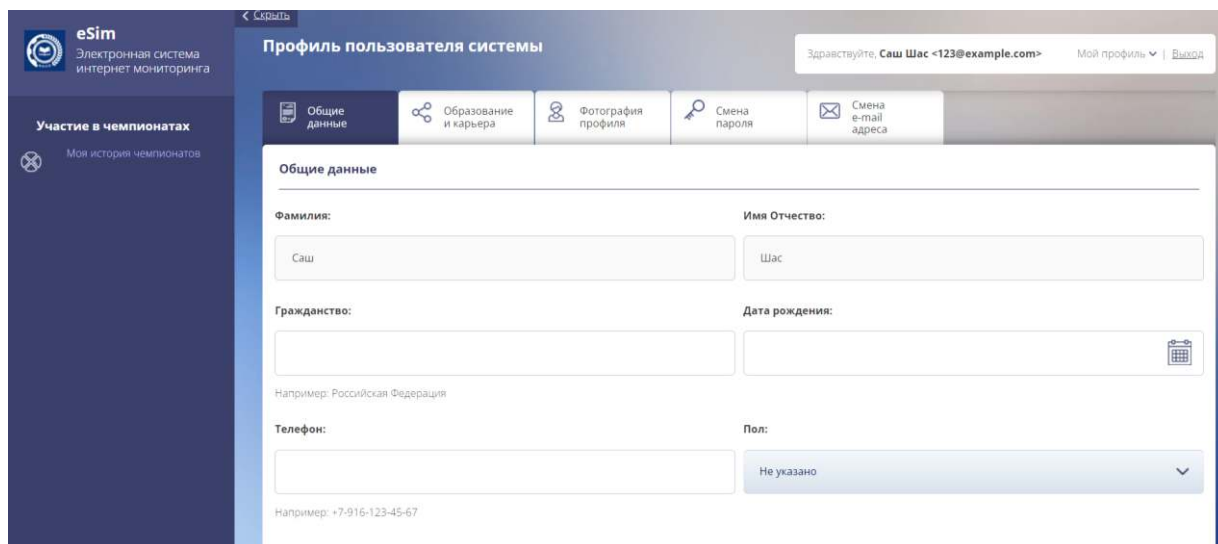 Скрыть
eSim
Электронная система
интернет мониторинга
Профиль пользователя системы
Здравствуйте, Саш Шас <123@example.com>
Мой профиль | Выход
Участие в чемпионатах
Моя история чемпионатов
Общие
данные
Образование
и карьера
Фотография
профиля
Смена
пароля
Смена
e-mail
адреса
Общие данные
Фамилия:
Имя Отчество:
Саш
Шас
Гражданство:
Дата рождения:
Например: Российская Федерация
Телефон:
Пол:
Не указано
Например: +7-916-123-45-67